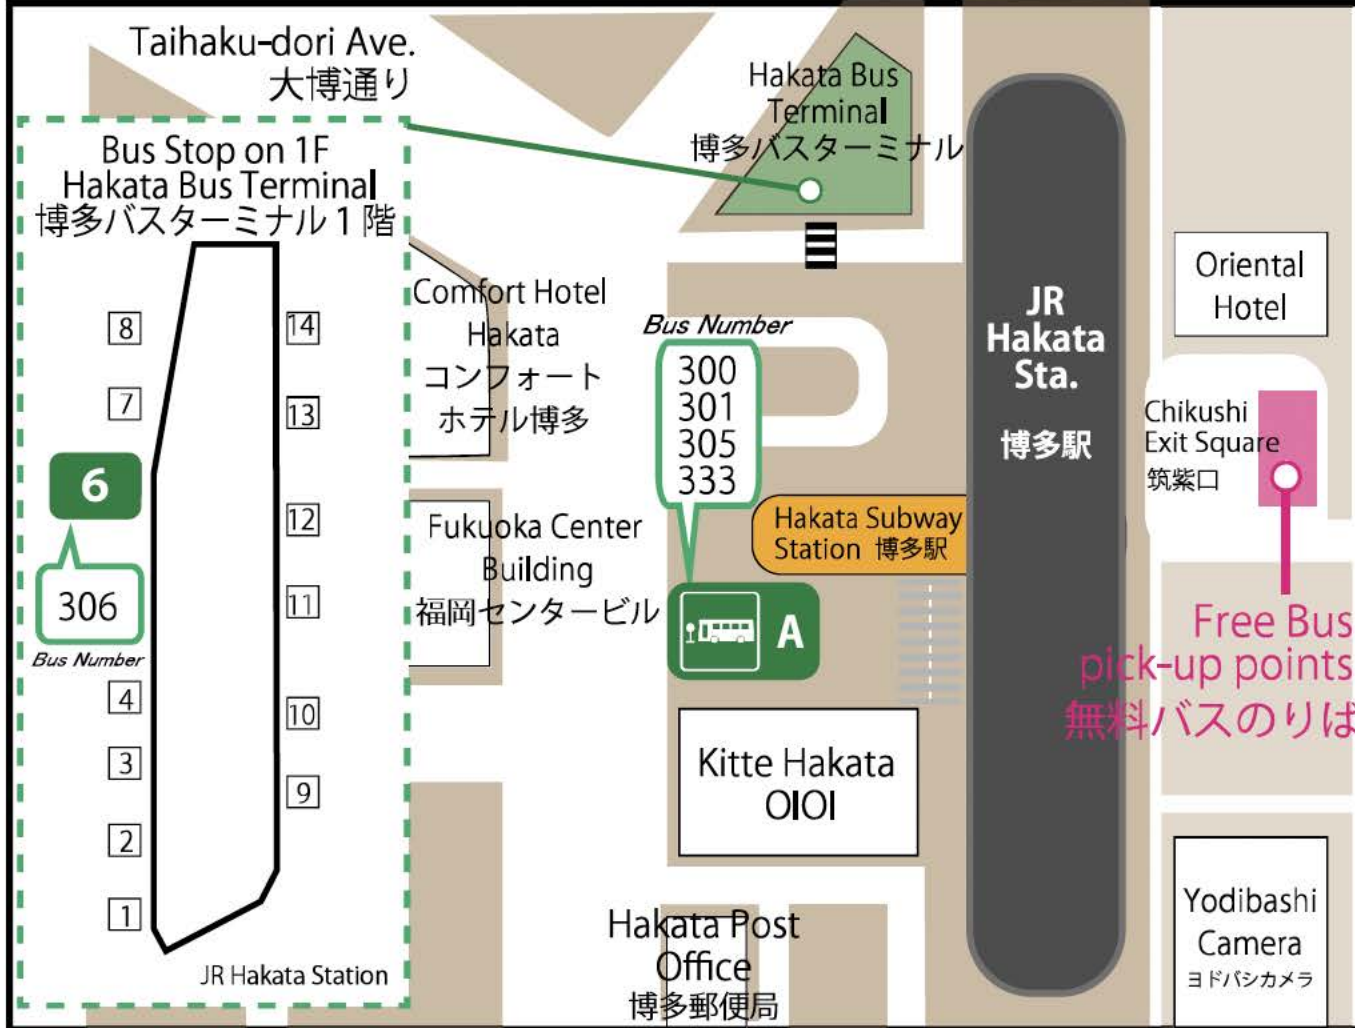 Taihaku-dori Ave.
大博通り
Bus Stop on 1F
Hakata Bus Terminal
博多バスターミナル 1 階
8
7
6
306
Bus Number
4
3
2
1
14
13
12
11
10
9
JR Hakata Station
Comfort Hotel
Hakata
コンフォート
ホテル博多
Fukuoka Center
Building
福岡センタービル
Hakata Bus
Terminal
博多バスターミナル
Bus Number
300
301
305
333
A
Hakata Subway
Station 博多駅
Kitte Hakata
OIOI
Hakata Post
Office
博多郵便局
JR
Hakata
Sta.
博多駅
Oriental
Hotel
Chikushi
Exit Square
筑紫口
Free Bus
pick-up points
無料バスのりば
Yodibashi
Camera
ヨドバシカメラ